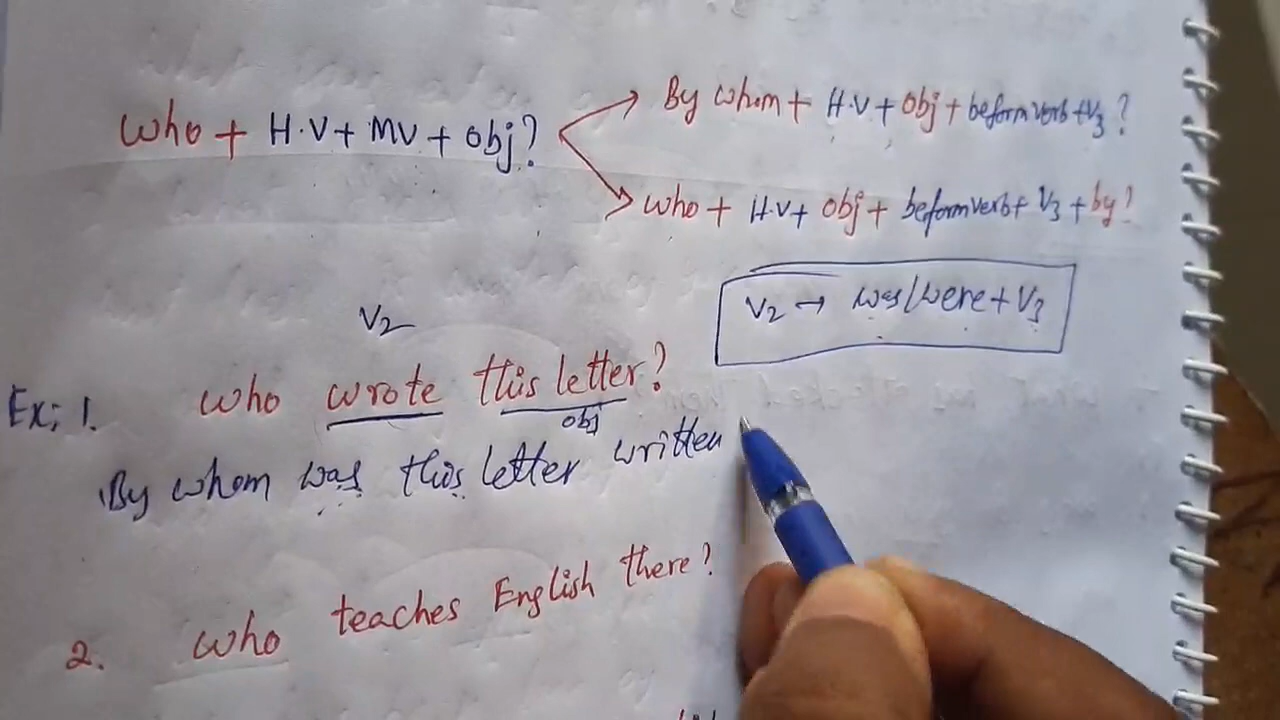 Who + H.V + MV + Obj?
By whom + H.V + Obj + beform verb + V3?
who + H.V + Obj + beform verb + V3 + by?
V2 → was/were + V3
V2
Ex: 1. who wrote this letter?
obj
By whom was this letter written
2. who teaches English there?